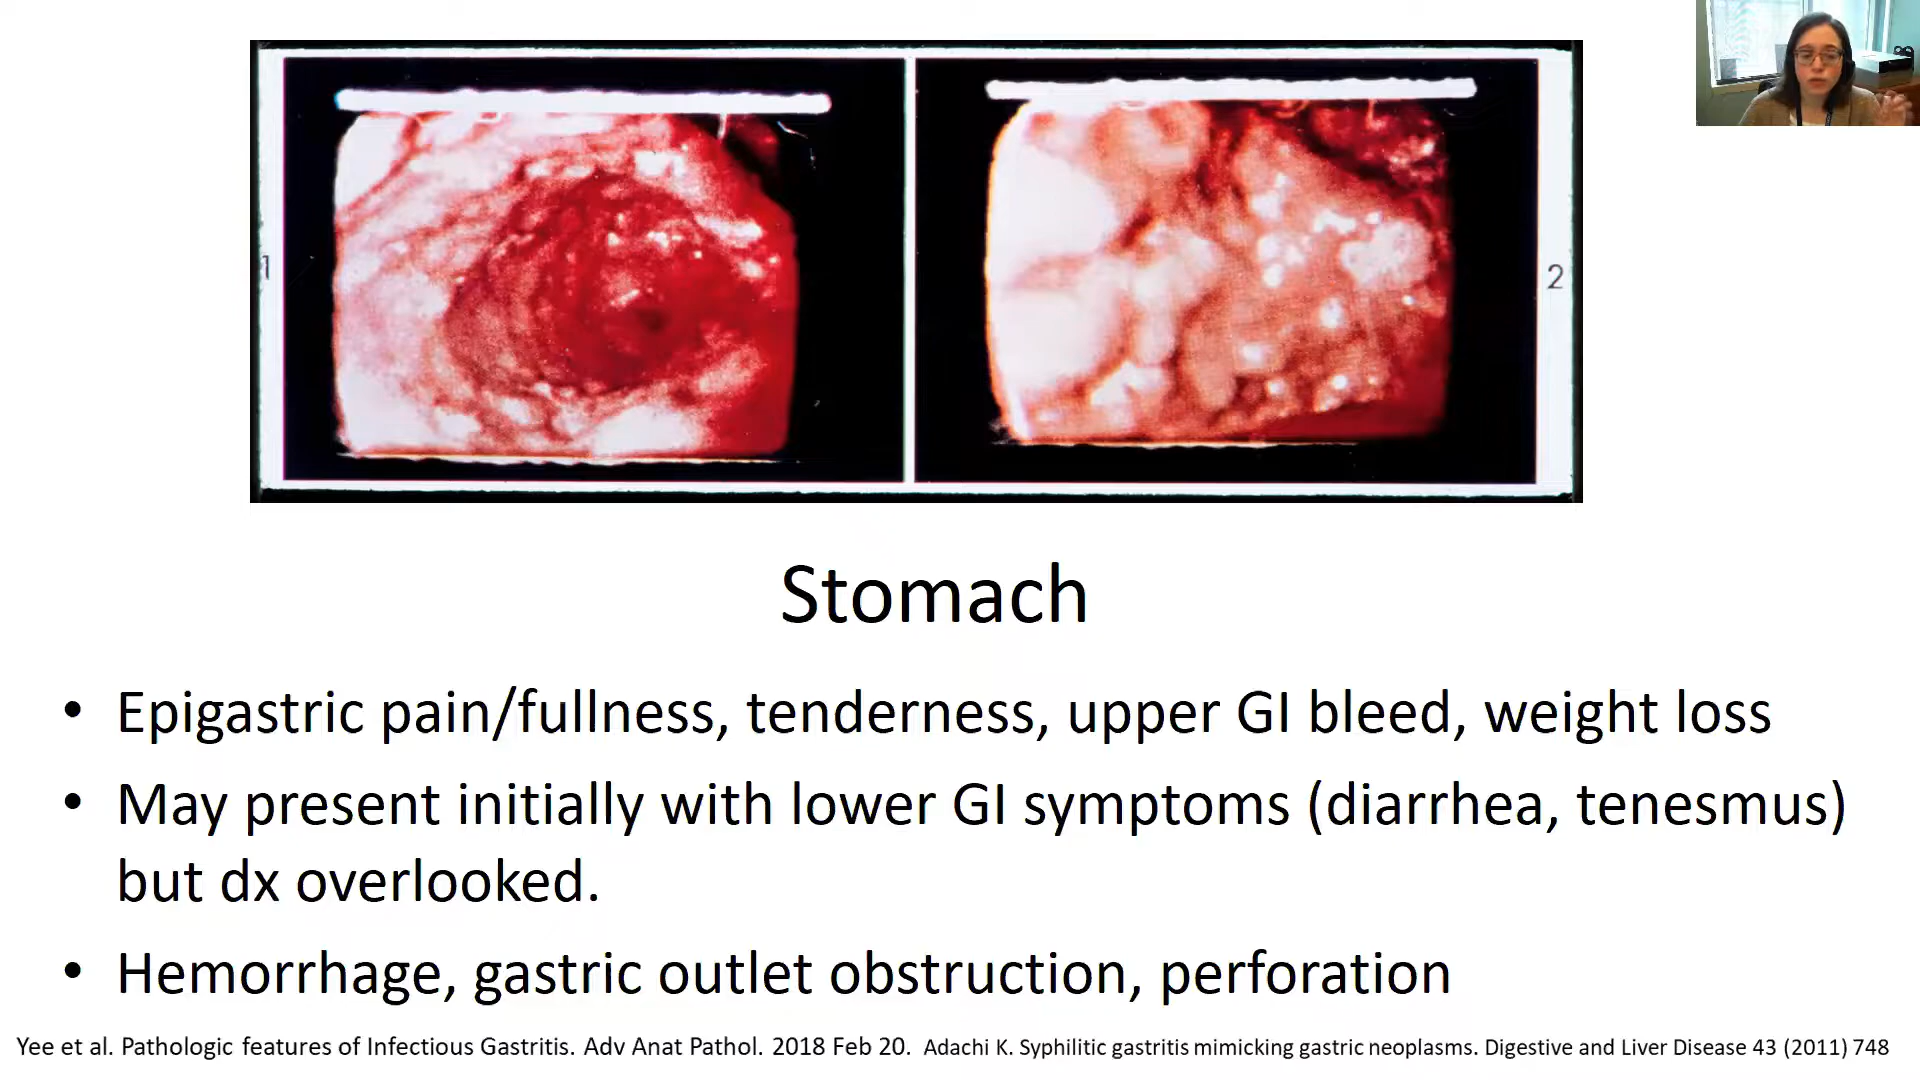 1
2
Stomach
• Epigastric pain/fullness, tenderness, upper GI bleed, weight loss
• May present initially with lower GI symptoms (diarrhea, tenesmus)
but dx overlooked.
• Hemorrhage, gastric outlet obstruction, perforation
Yee et al. Pathologic features of Infectious Gastritis. Adv Anat Pathol. 2018 Feb 20. Adachi K. Syphilitic gastritis mimicking gastric neoplasms. Digestive and Liver Disease 43 (2011) 748